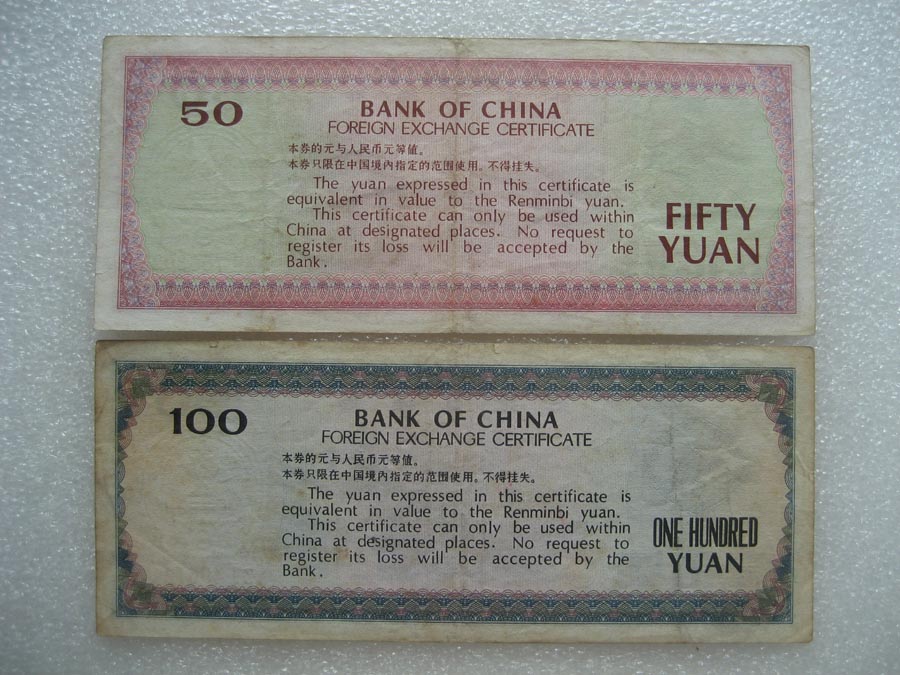 50
BANK OF CHINA
FOREIGN EXCHANGE CERTIFICATE
本券的元与人民币元等值。
本券只限在中国境内指定的范围使用。不得挂失。
The yuan expressed in this certificate is
equivalent in value to the Renminbi yuan.
This certificate can only be used within
China at designated places. No request to
register its loss will be accepted by the
Bank.
FIFTY
YUAN
100
BANK OF CHINA
FOREIGN EXCHANGE CERTIFICATE
本券的元与人民币元等值。
本券只限在中国境内指定的范围使用。不得挂失。
The yuan expressed in this certificate is
equivalent in value to the Renminbi yuan.
This certificate can only be used within
China at designated places. No request to
register its loss will be accepted by the
Bank.
ONE HUNDRED
YUAN